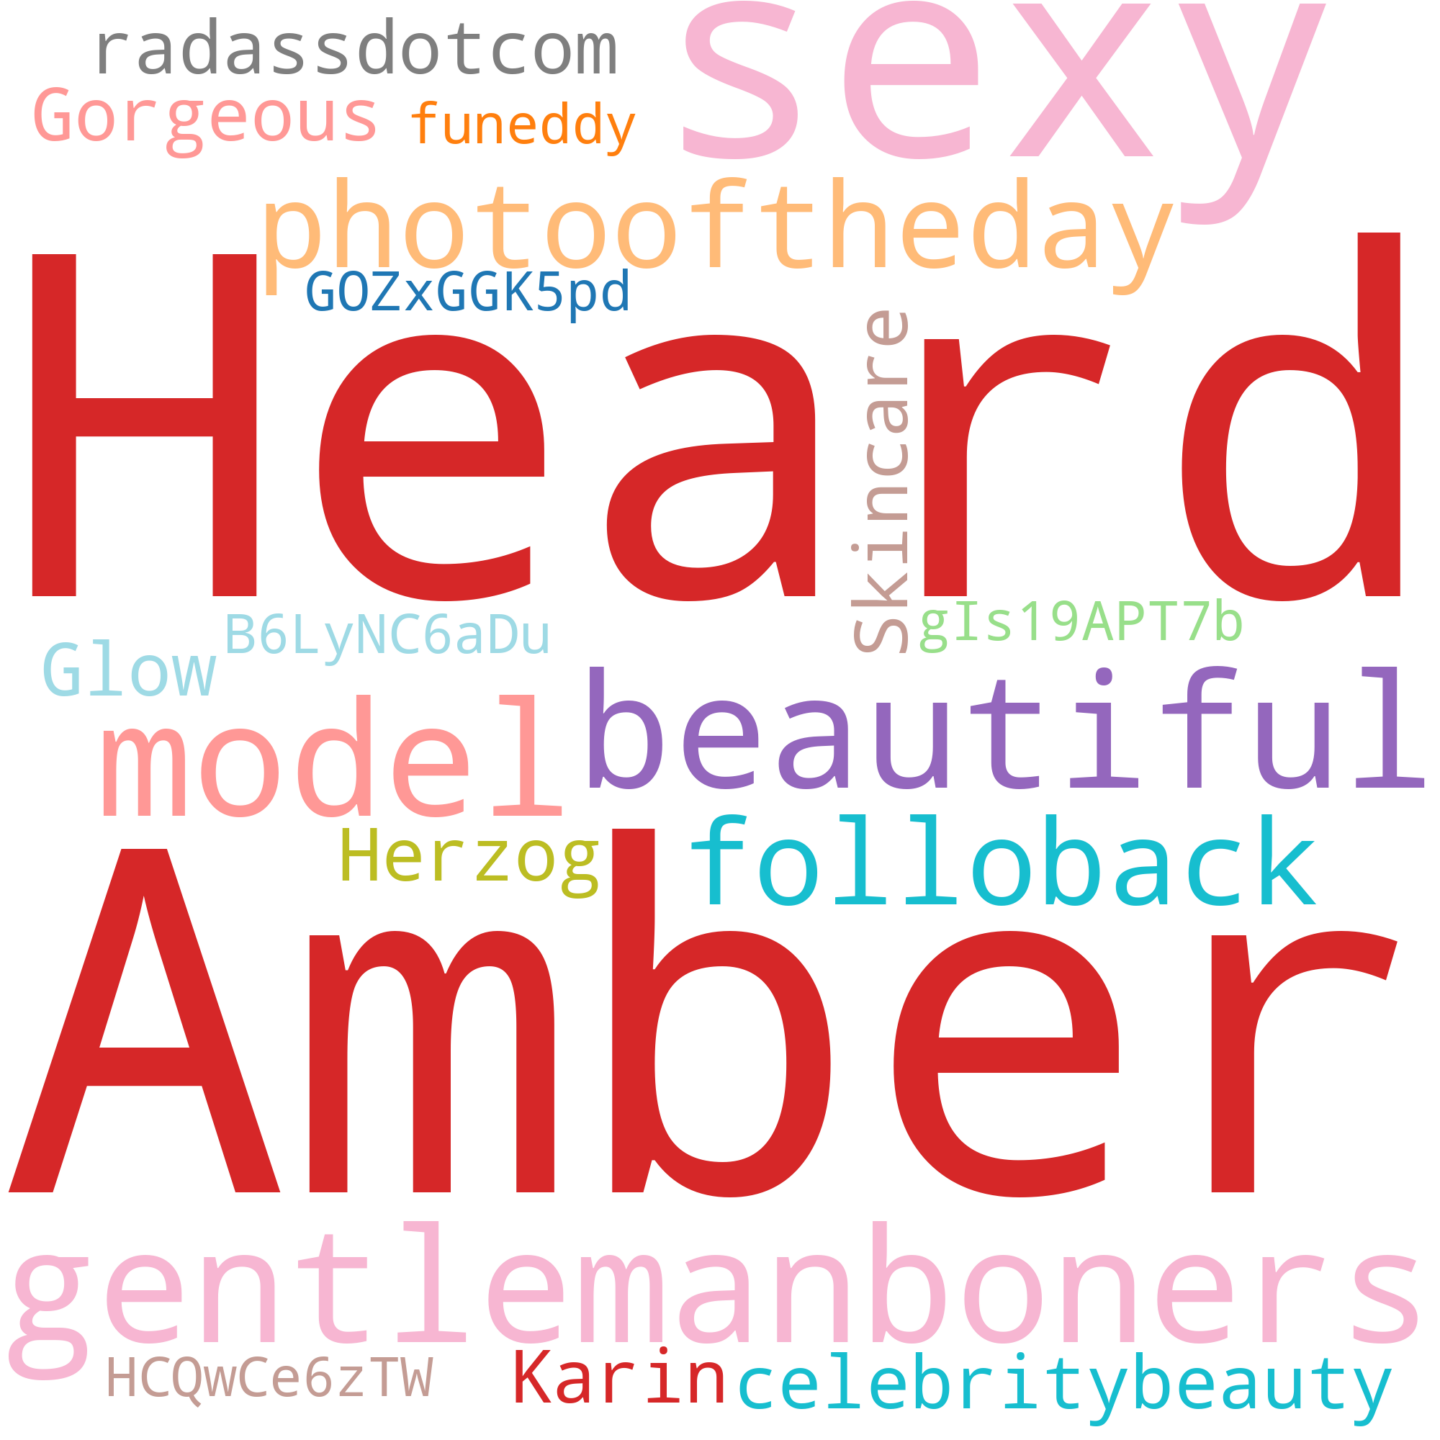 sexy
radassdotcom
Gorgeous
funeddy
photooftheday
GOZxGGK5pd
Heard
Skincare
B6LyNC6aDu
gIs19APT7b
Glow
model
beautiful
Herzog
folloback
Amber
gentlemanboners
HCQwCe6zTW
Karin
celebritybeauty